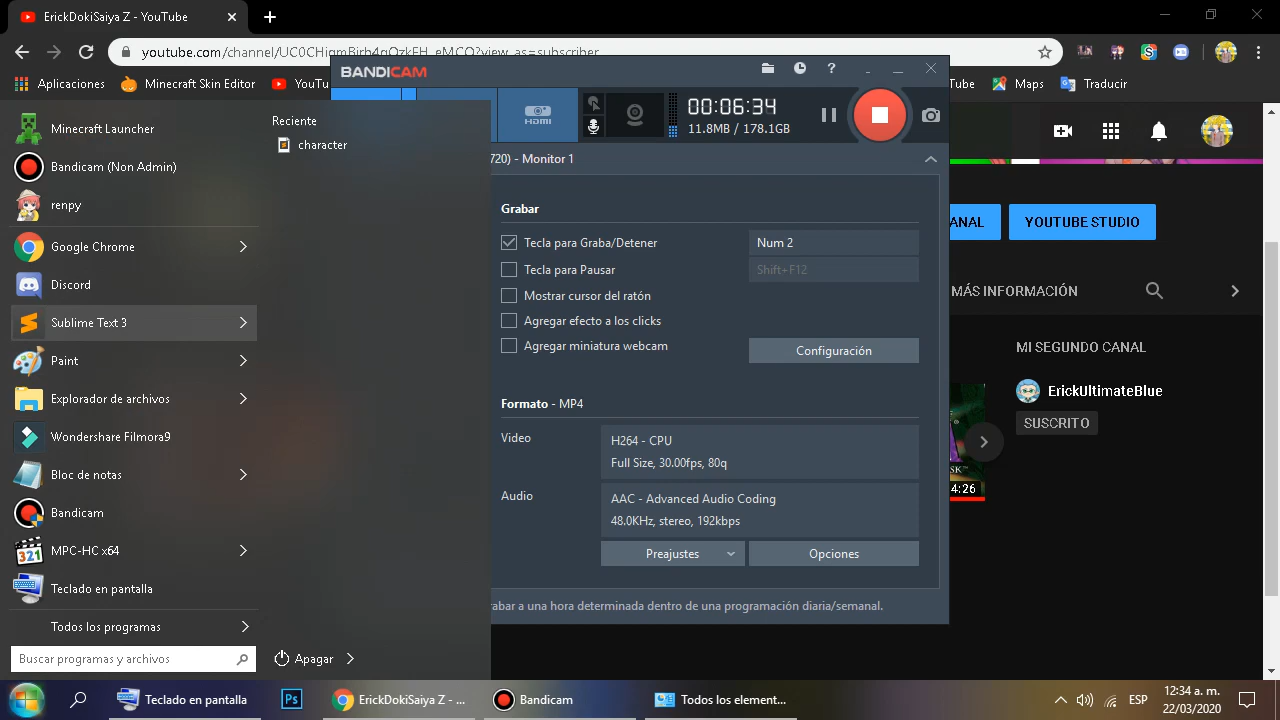 ErickDokiSaiya Z - YouTube
Aplicaciones
Minecraft Skin Editor
YouTu
Tube
Maps
Traducir
BANDICAM
?
HDMI
00:06:34
11.8MB / 178.1GB
720) - Monitor 1
Grabar
Tecla para Graba/Detener
Num 2
Tecla para Pausar
Shift+F12
Mostrar cursor del ratón
Agregar efecto a los clicks
Agregar miniatura webcam
Configuración
Formato - MP4
Video
H264 - CPU
Full Size, 30.00fps, 80q
Audio
AAC - Advanced Audio Coding
48.0KHz, stereo, 192kbps
Preajustes
Opciones
rabar a una hora determinada dentro de una programación diaria/semanal.
ANAL
YOUTUBE STUDIO
MÁS INFORMACIÓN
MI SEGUNDO CANAL
ErickUltimateBlue
SUSCRITO
SK™
4:26
Minecraft Launcher
Bandicam (Non Admin)
renpy
Google Chrome
Discord
Sublime Text 3
Paint
Explorador de archivos
Wondershare Filmora9
Bloc de notas
Bandicam
321
MPC-HC x64
Teclado en pantalla
Todos los programas
Buscar programas y archivos
Reciente
character
Apagar
Teclado en pantalla
Ps
ErickDokiSaiya Z - ...
Bandicam
Todos los element...
ESP
12:34 a. m.
22/03/2020